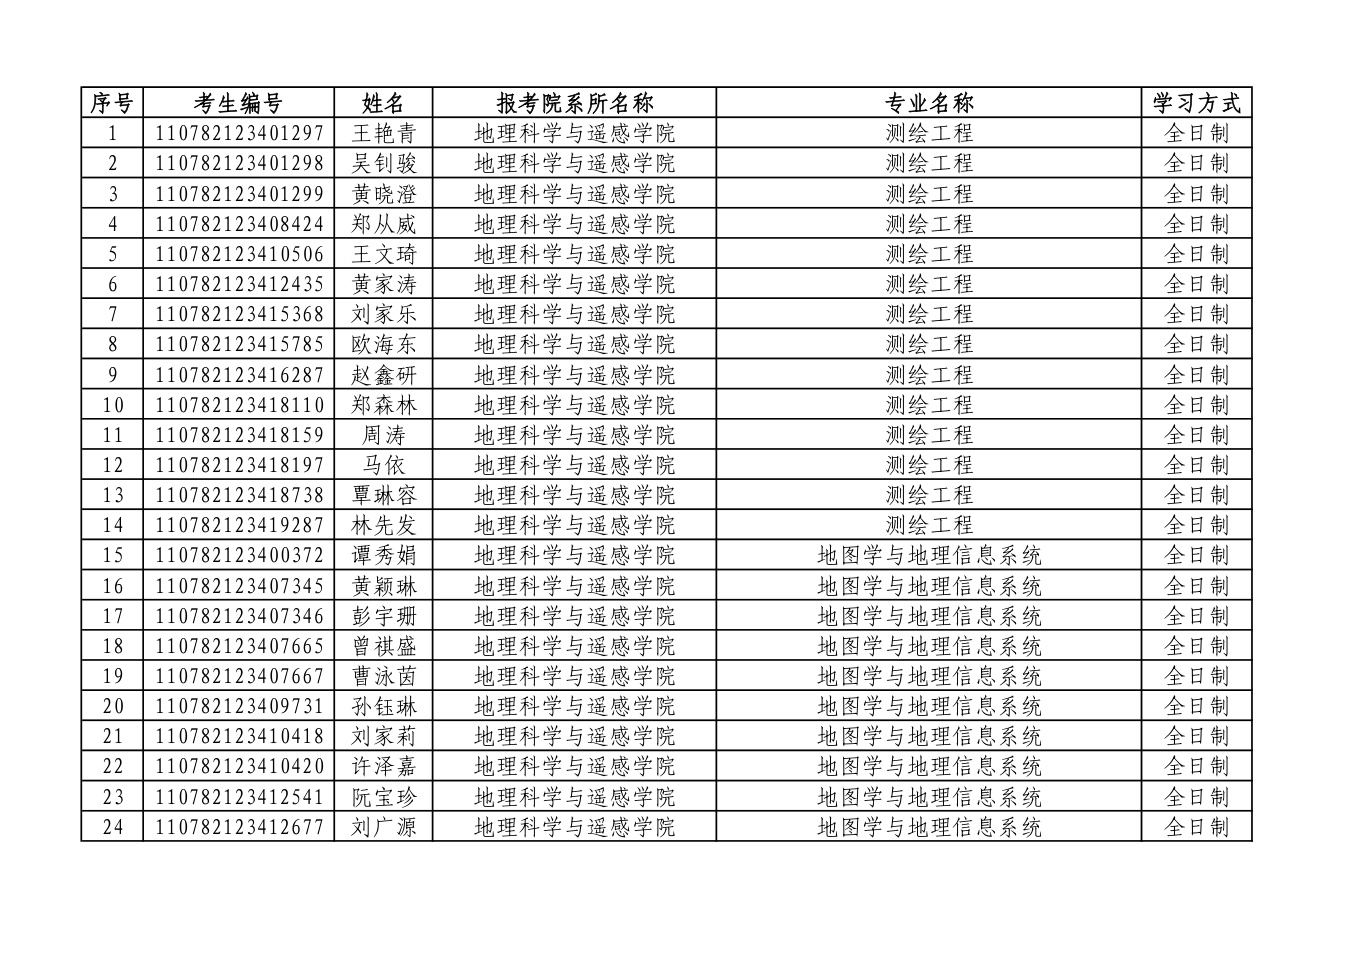 序号 考生编号 姓名 报考院系所名称 专业名称 学习方式
1 110782123401297 王艳青 地理科学与遥感学院 测绘工程 全日制
2 110782123401298 吴钊骏 地理科学与遥感学院 测绘工程 全日制
3 110782123401299 黄晓澄 地理科学与遥感学院 测绘工程 全日制
4 110782123408424 郑从威 地理科学与遥感学院 测绘工程 全日制
5 110782123410506 王文琦 地理科学与遥感学院 测绘工程 全日制
6 110782123412435 黄家涛 地理科学与遥感学院 测绘工程 全日制
7 110782123415368 刘家乐 地理科学与遥感学院 测绘工程 全日制
8 110782123415785 欧海东 地理科学与遥感学院 测绘工程 全日制
9 110782123416287 赵鑫研 地理科学与遥感学院 测绘工程 全日制
10 110782123418110 郑森林 地理科学与遥感学院 测绘工程 全日制
11 110782123418159 周涛 地理科学与遥感学院 测绘工程 全日制
12 110782123418197 马依 地理科学与遥感学院 测绘工程 全日制
13 110782123418738 覃琳容 地理科学与遥感学院 测绘工程 全日制
14 110782123419287 林先发 地理科学与遥感学院 测绘工程 全日制
15 110782123400372 谭秀娟 地理科学与遥感学院 地图学与地理信息系统 全日制
16 110782123407345 黄颖琳 地理科学与遥感学院 地图学与地理信息系统 全日制
17 110782123407346 彭宇珊 地理科学与遥感学院 地图学与地理信息系统 全日制
18 110782123407665 曾祺盛 地理科学与遥感学院 地图学与地理信息系统 全日制
19 110782123407667 曹泳茵 地理科学与遥感学院 地图学与地理信息系统 全日制
20 110782123409731 孙钰琳 地理科学与遥感学院 地图学与地理信息系统 全日制
21 110782123410418 刘家莉 地理科学与遥感学院 地图学与地理信息系统 全日制
22 110782123410420 许泽嘉 地理科学与遥感学院 地图学与地理信息系统 全日制
23 110782123412541 阮宝珍 地理科学与遥感学院 地图学与地理信息系统 全日制
24 110782123412677 刘广源 地理科学与遥感学院 地图学与地理信息系统 全日制